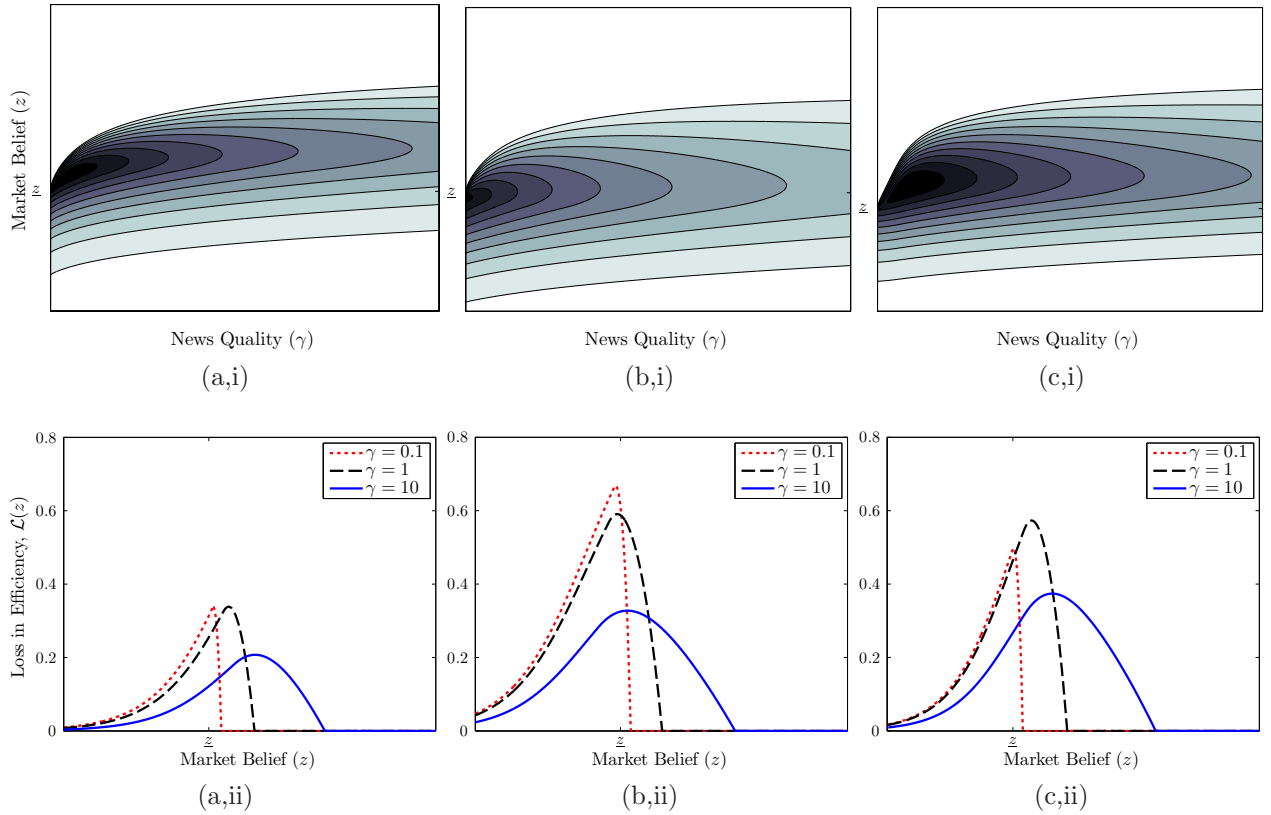 Market Belief (z)
z
z
z
News Quality (γ)
News Quality (γ)
News Quality (γ)
(a,i)
(b,i)
(c,i)
Loss in Efficiency, ℒ(z)
0.8
0.6
0.4
0.2
0
γ = 0.1
γ = 1
γ = 10
z
Market Belief (z)
0.8
0.6
0.4
0.2
0
γ = 0.1
γ = 1
γ = 10
z
Market Belief (z)
0.8
0.6
0.4
0.2
0
γ = 0.1
γ = 1
γ = 10
z
Market Belief (z)
(a,ii)
(b,ii)
(c,ii)